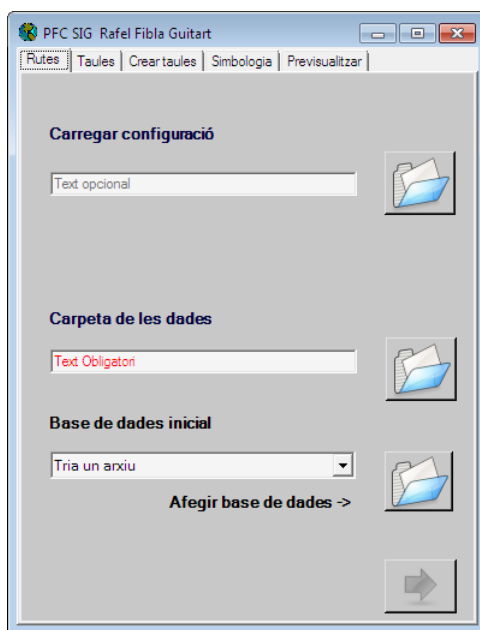 PFC SIG Rafel Fibla Guitart
Rutes Taules Crear taules Simbologia Previsualitzar
Carregar configuració
Text opcional
Carpeta de les dades
Text Obligatori
Base de dades inicial
Tria un arxiu
Afegir base de dades ->